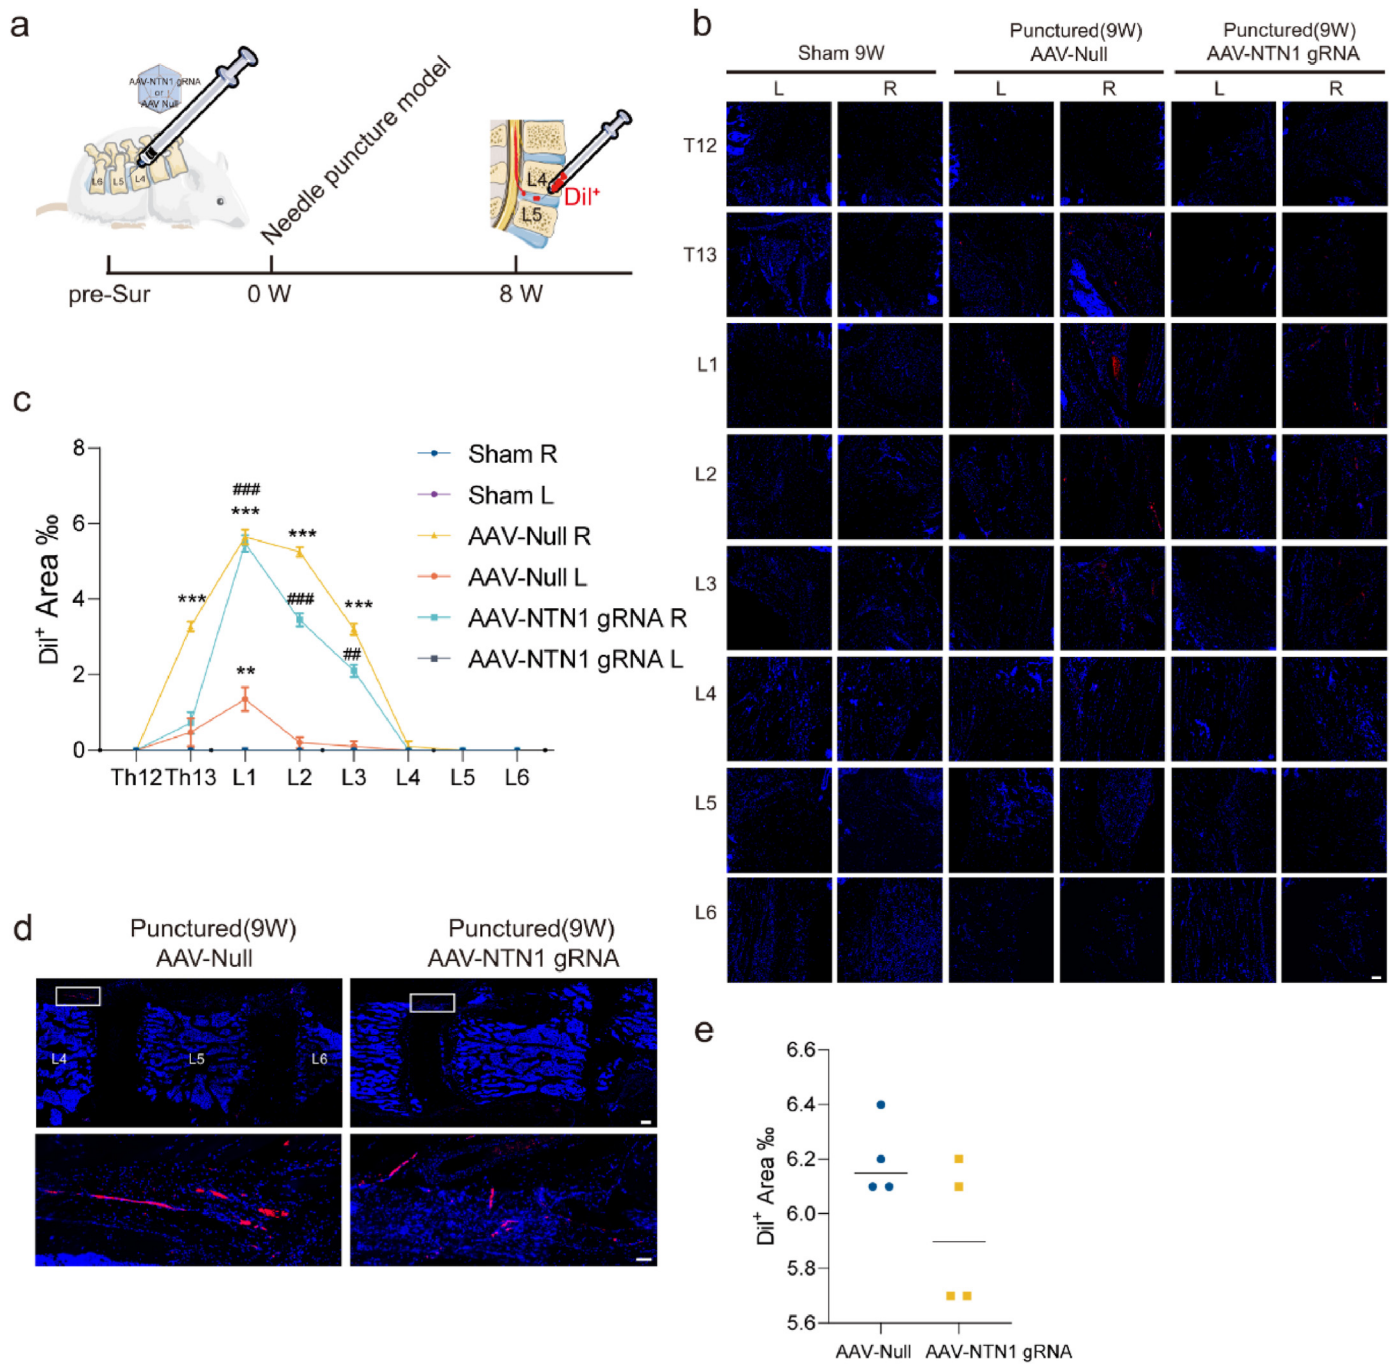 a
AAV-NTN1 gRNA
or
AAV Null
L6
L5
L4
Needle puncture model
L4
Dil⁺
L5
pre-Sur
0 W
8 W
b
Sham 9W
Punctured(9W)
AAV-Null
Punctured(9W)
AAV-NTN1 gRNA
L
R
L
R
L
R
T12
T13
L1
L2
L3
L4
L5
L6
c
Dil⁺ Area ‰
8
6
4
2
0
***
###
***
***
###
***
##
**
Th12
Th13
L1
L2
L3
L4
L5
L6
Sham R
Sham L
AAV-Null R
AAV-Null L
AAV-NTN1 gRNA R
AAV-NTN1 gRNA L
d
Punctured(9W)
AAV-Null
Punctured(9W)
AAV-NTN1 gRNA
L4
L5
L6
e
Dil⁺ Area ‰
6.6
6.4
6.2
6.0
5.8
5.6
AAV-Null
AAV-NTN1 gRNA